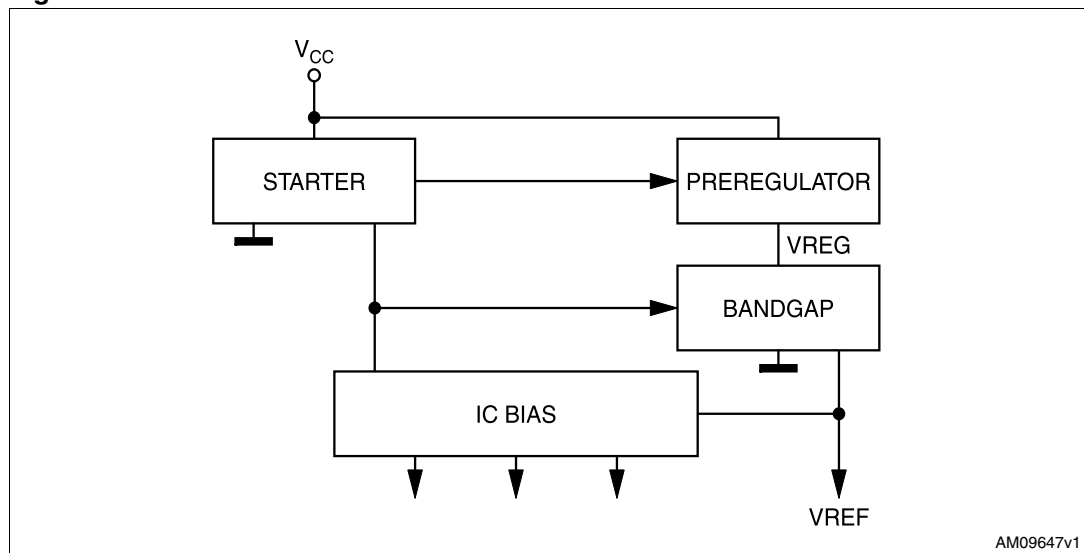 V_CC
STARTER
PREREGULATOR
VREG
BANDGAP
IC BIAS
VREF
AM09647v1